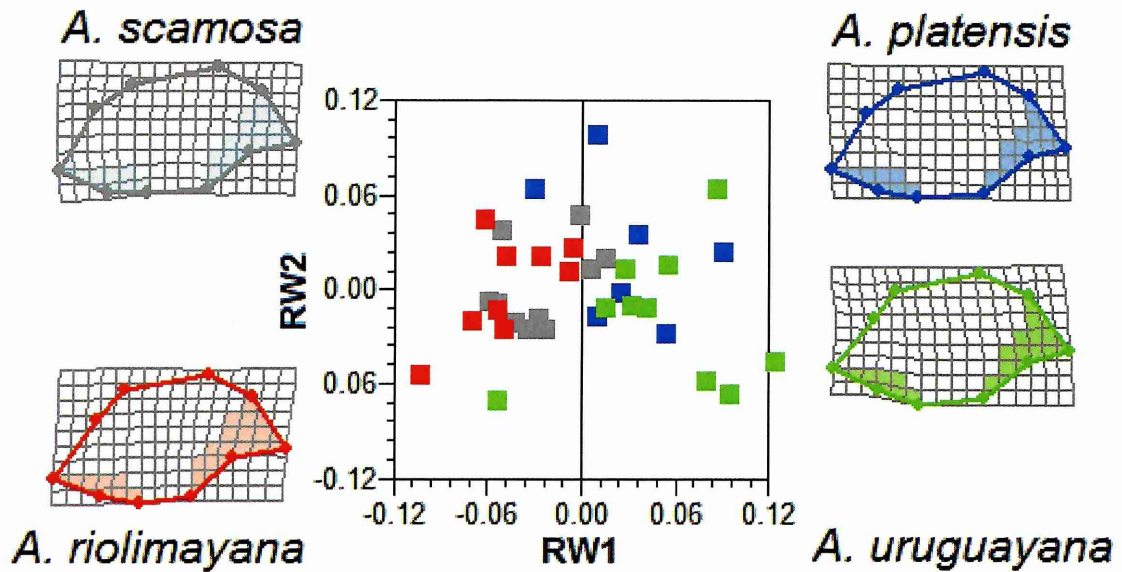 A. scamosa
A. platensis
0.12
0.06
0.00
0.06
-0.12
RW2
-0.12 -0.06 0.00 0.06 0.12
RW1
A. riolimayana
A. uruguayana